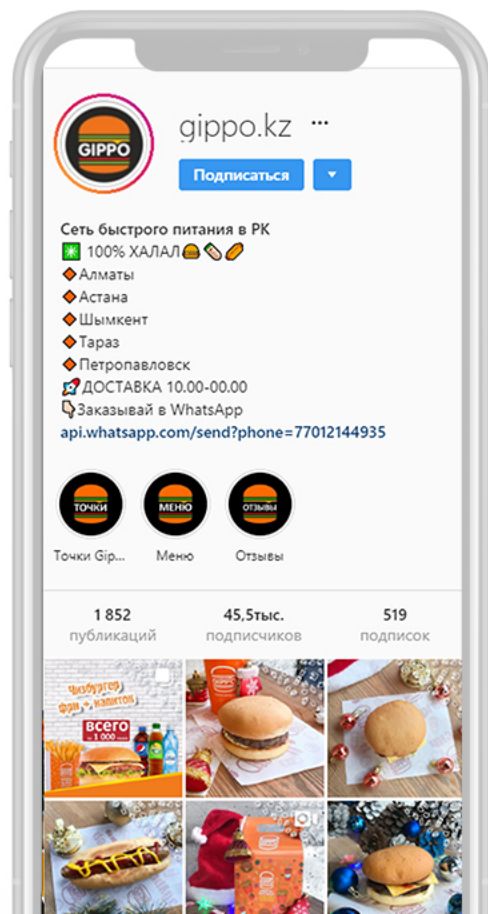 GIPPO
gippo.kz ...
Подписаться
Сеть быстрого питания в РК
100% ХАЛАЛ
Алматы
Астана
Шымкент
Тараз
Петропавловск
ДОСТАВКА 10.00-00.00
Заказывай в WhatsApp
api.whatsapp.com/send?phone=77012144935
ТОЧКИ
МЕНЮ
ОТЗЫВЫ
Точки Gip...
Меню
Отзывы
1 852
45,5тыс.
519
публикаций
подписчиков
подписок
Чизбургер
фри + напиток
всего
1 000
GIPPO